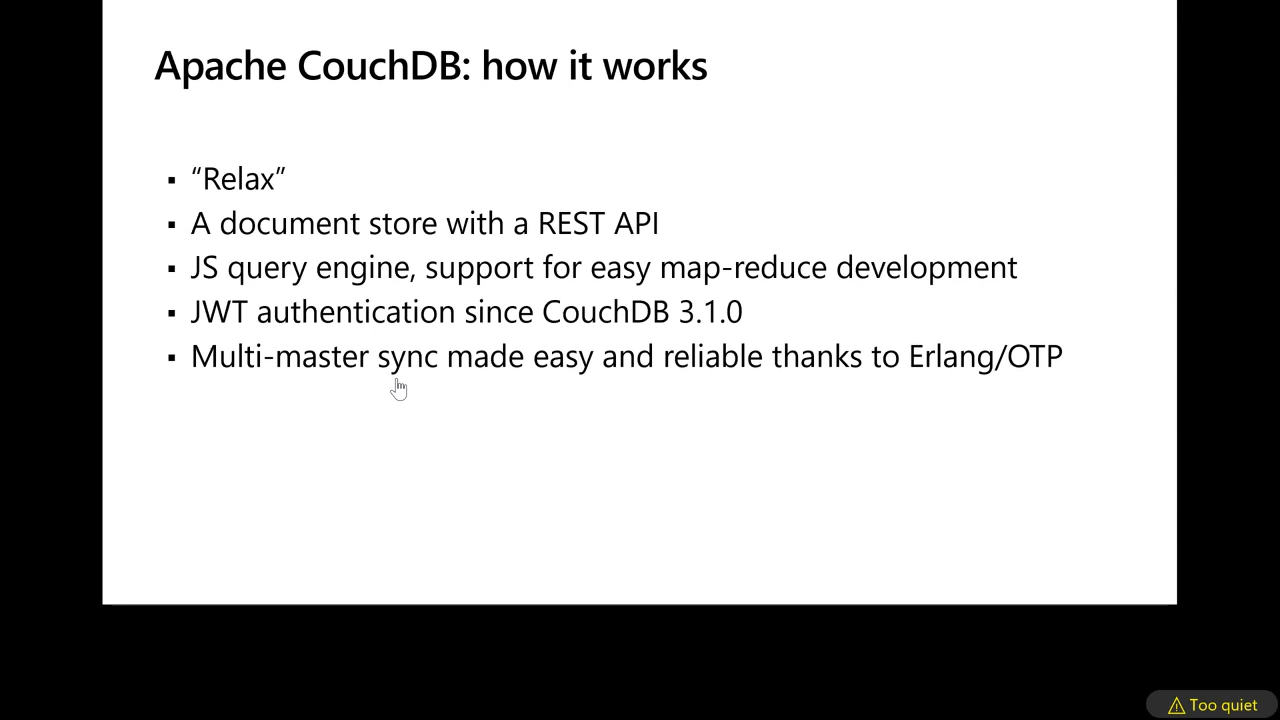 Apache CouchDB: how it works
▪ “Relax”
▪ A document store with a REST API
▪ JS query engine, support for easy map-reduce development
▪ JWT authentication since CouchDB 3.1.0
▪ Multi-master sync made easy and reliable thanks to Erlang/OTP
Too quiet